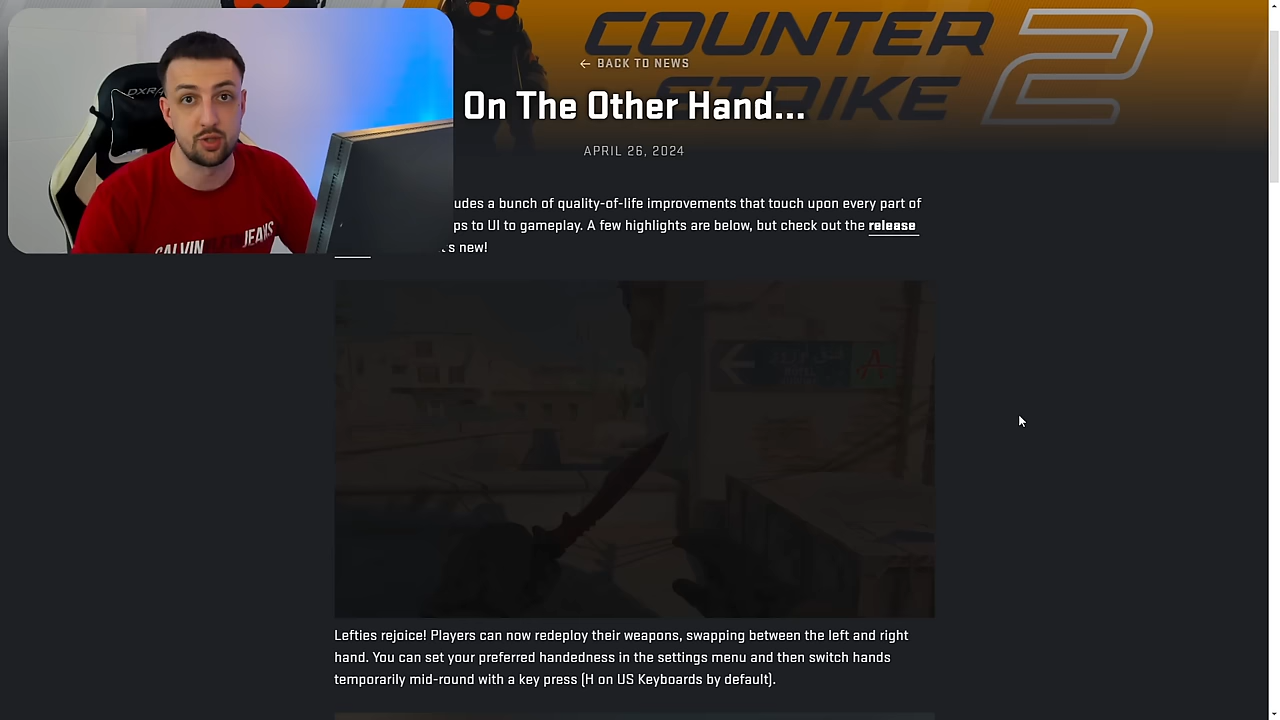 DXRA
CALVIN
JEANS
COUNTER
STRIKE 2
← BACK TO NEWS
On The Other Hand...
APRIL 26, 2024
udes a bunch of quality-of-life improvements that touch upon every part of
ps to UI to gameplay. A few highlights are below, but check out the release
's new!
A
Lefties rejoice! Players can now redeploy their weapons, swapping between the left and right
hand. You can set your preferred handedness in the settings menu and then switch hands
temporarily mid-round with a key press (H on US Keyboards by default).